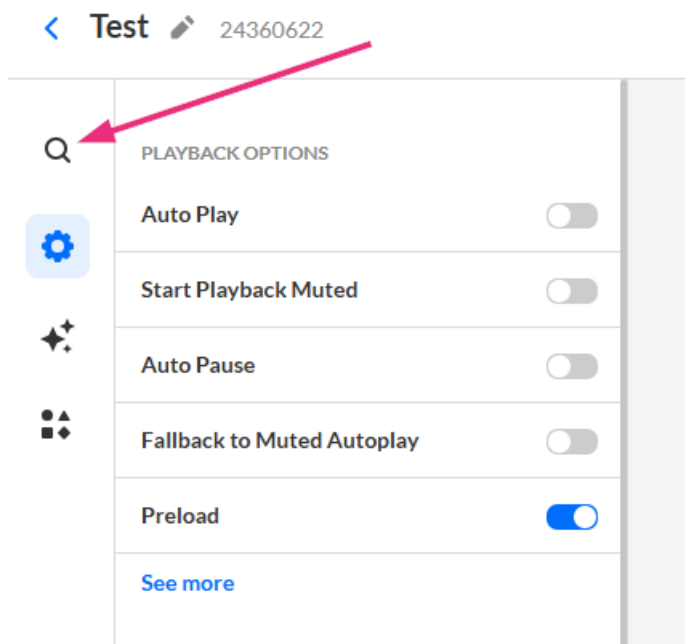 Test 24360622
PLAYBACK OPTIONS
Auto Play
Start Playback Muted
Auto Pause
Fallback to Muted Autoplay
Preload
See more